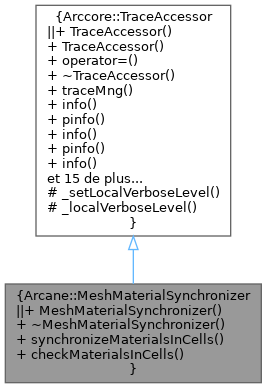 {Arccore::TraceAccessor
||+ TraceAccessor()
+ TraceAccessor()
+ operator=()
+ ~TraceAccessor()
+ traceMng()
+ info()
+ pinfo()
+ info()
+ pinfo()
+ info()
et 15 de plus...
# _setLocalVerboseLevel()
# _localVerboseLevel()
}
{Arcane::MeshMaterialSynchronizer
||+ MeshMaterialSynchronizer()
+ ~MeshMaterialSynchronizer()
+ synchronizeMaterialsInCells()
+ checkMaterialsInCells()
}